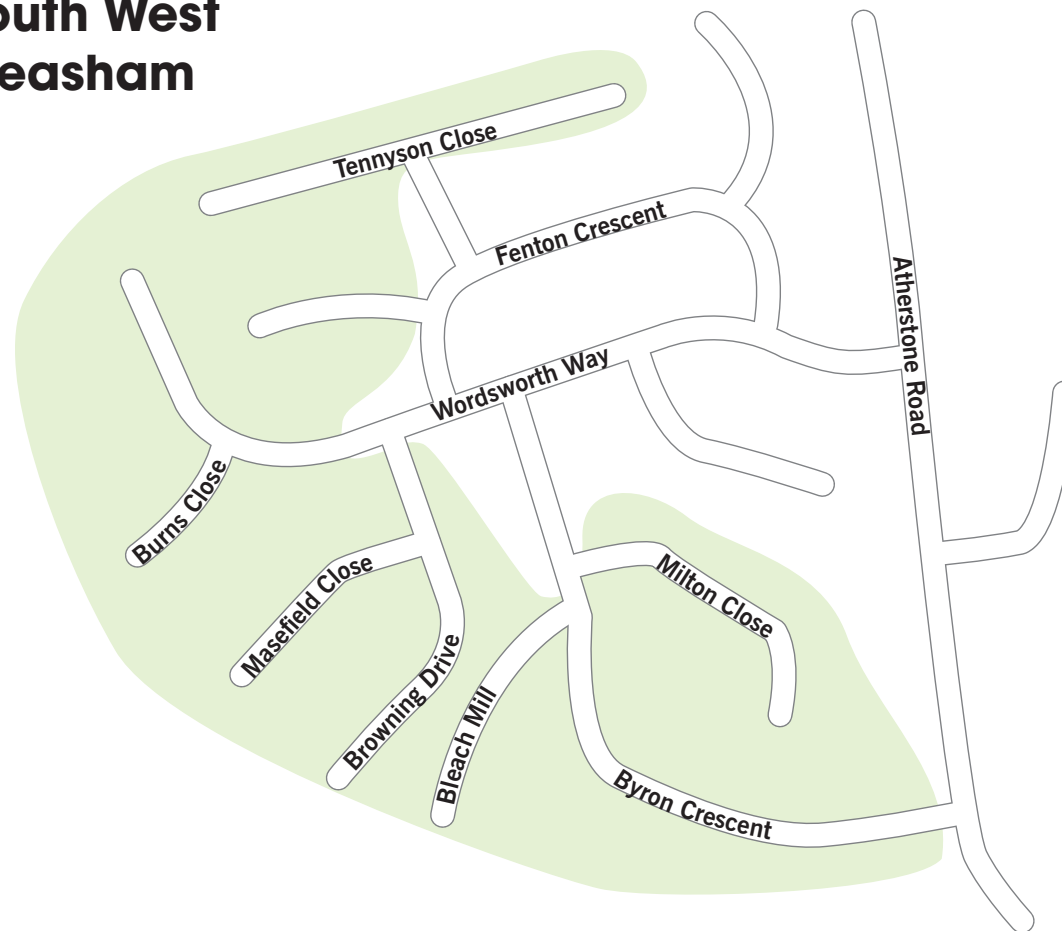 outh West
easham
Tennyson Close
Fenton Crescent
Atherstone Road
Wordsworth Way
Burns Close
Masefield Close
Milton Close
Browning Drive
Bleach Mill
Byron Crescent